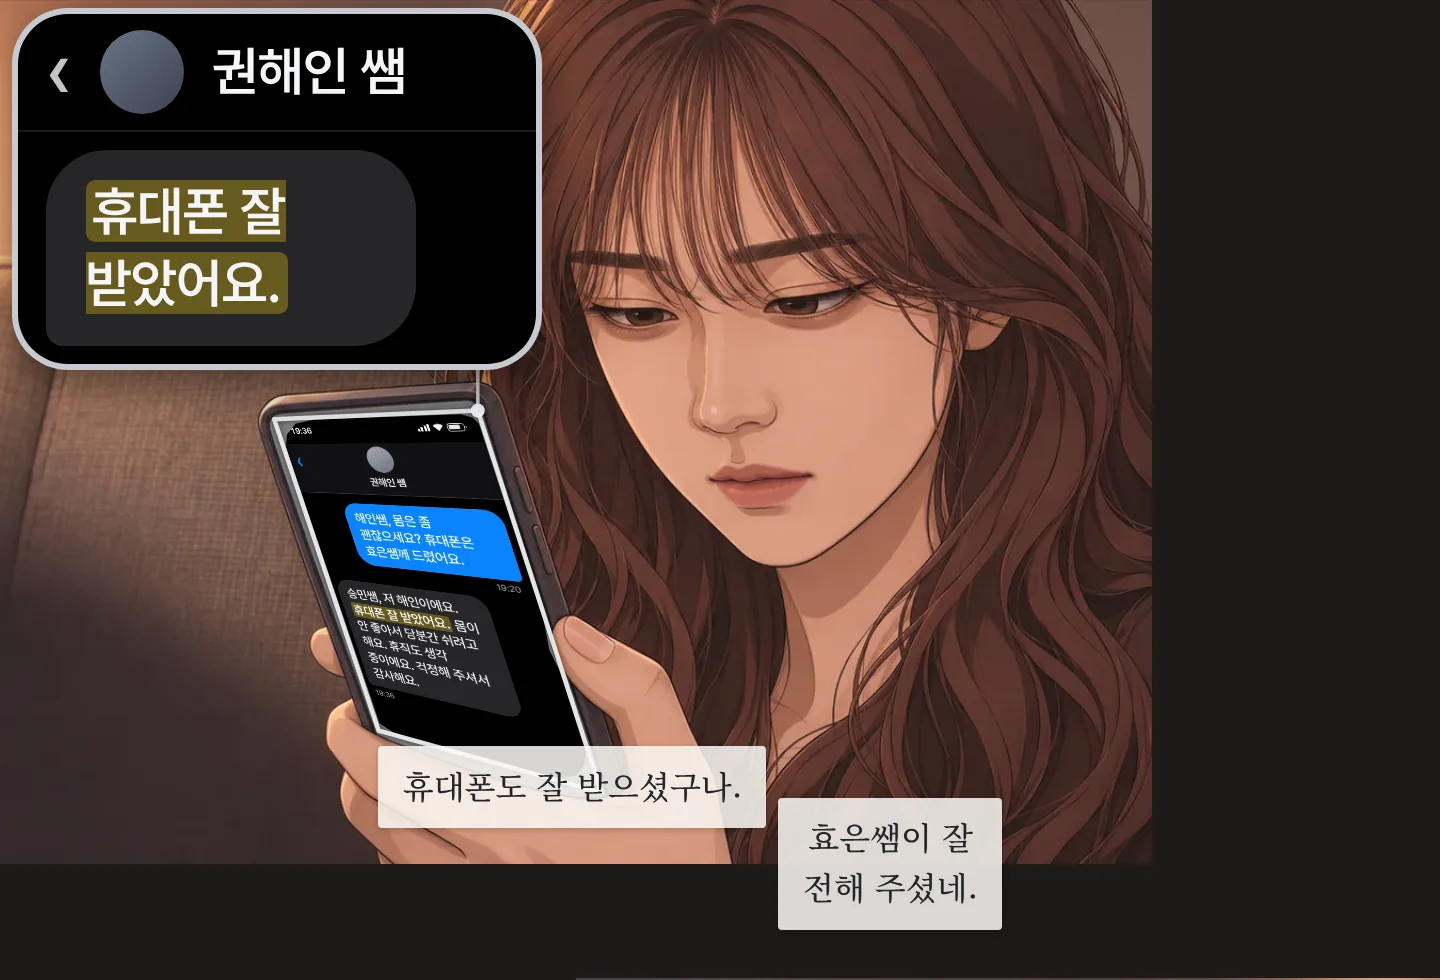 ❮ 권해인 쌤
휴대폰 잘
받았어요.
19:36
권해인 쌤
해인쌤, 몸은 좀
괜찮으세요? 휴대폰은
효은쌤께 드렸어요.
19:20
승민쌤, 저 해인이에요.
휴대폰 잘 받았어요. 몸이
안 좋아서 당분간 쉬려고
해요. 휴직도 생각
중이에요. 걱정해 주셔서
감사해요.
19:36
휴대폰도 잘 받으셨구나.
효은쌤이 잘
전해 주셨네.